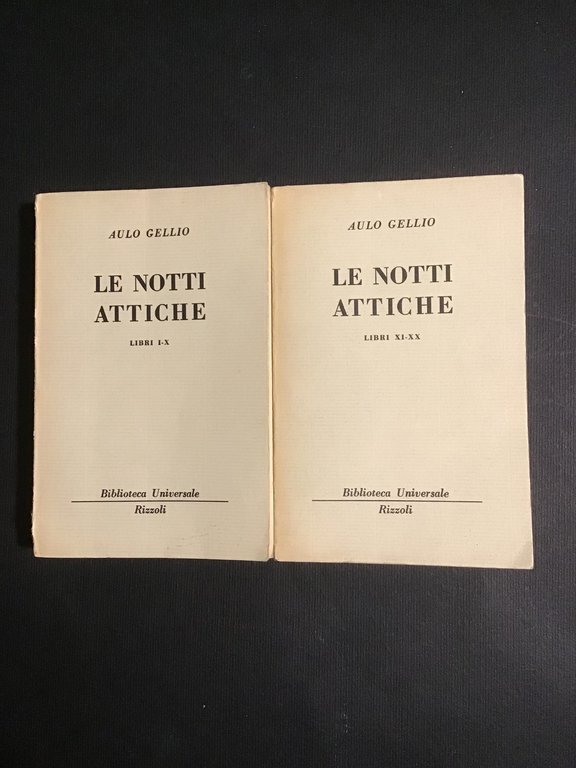 AULO GELLIO
LE NOTTI
ATTICHE
LIBRI I-X
Biblioteca Universale
Rizzoli
AULO GELLIO
LE NOTTI
ATTICHE
LIBRI XI-XX
Biblioteca Universale
Rizzoli